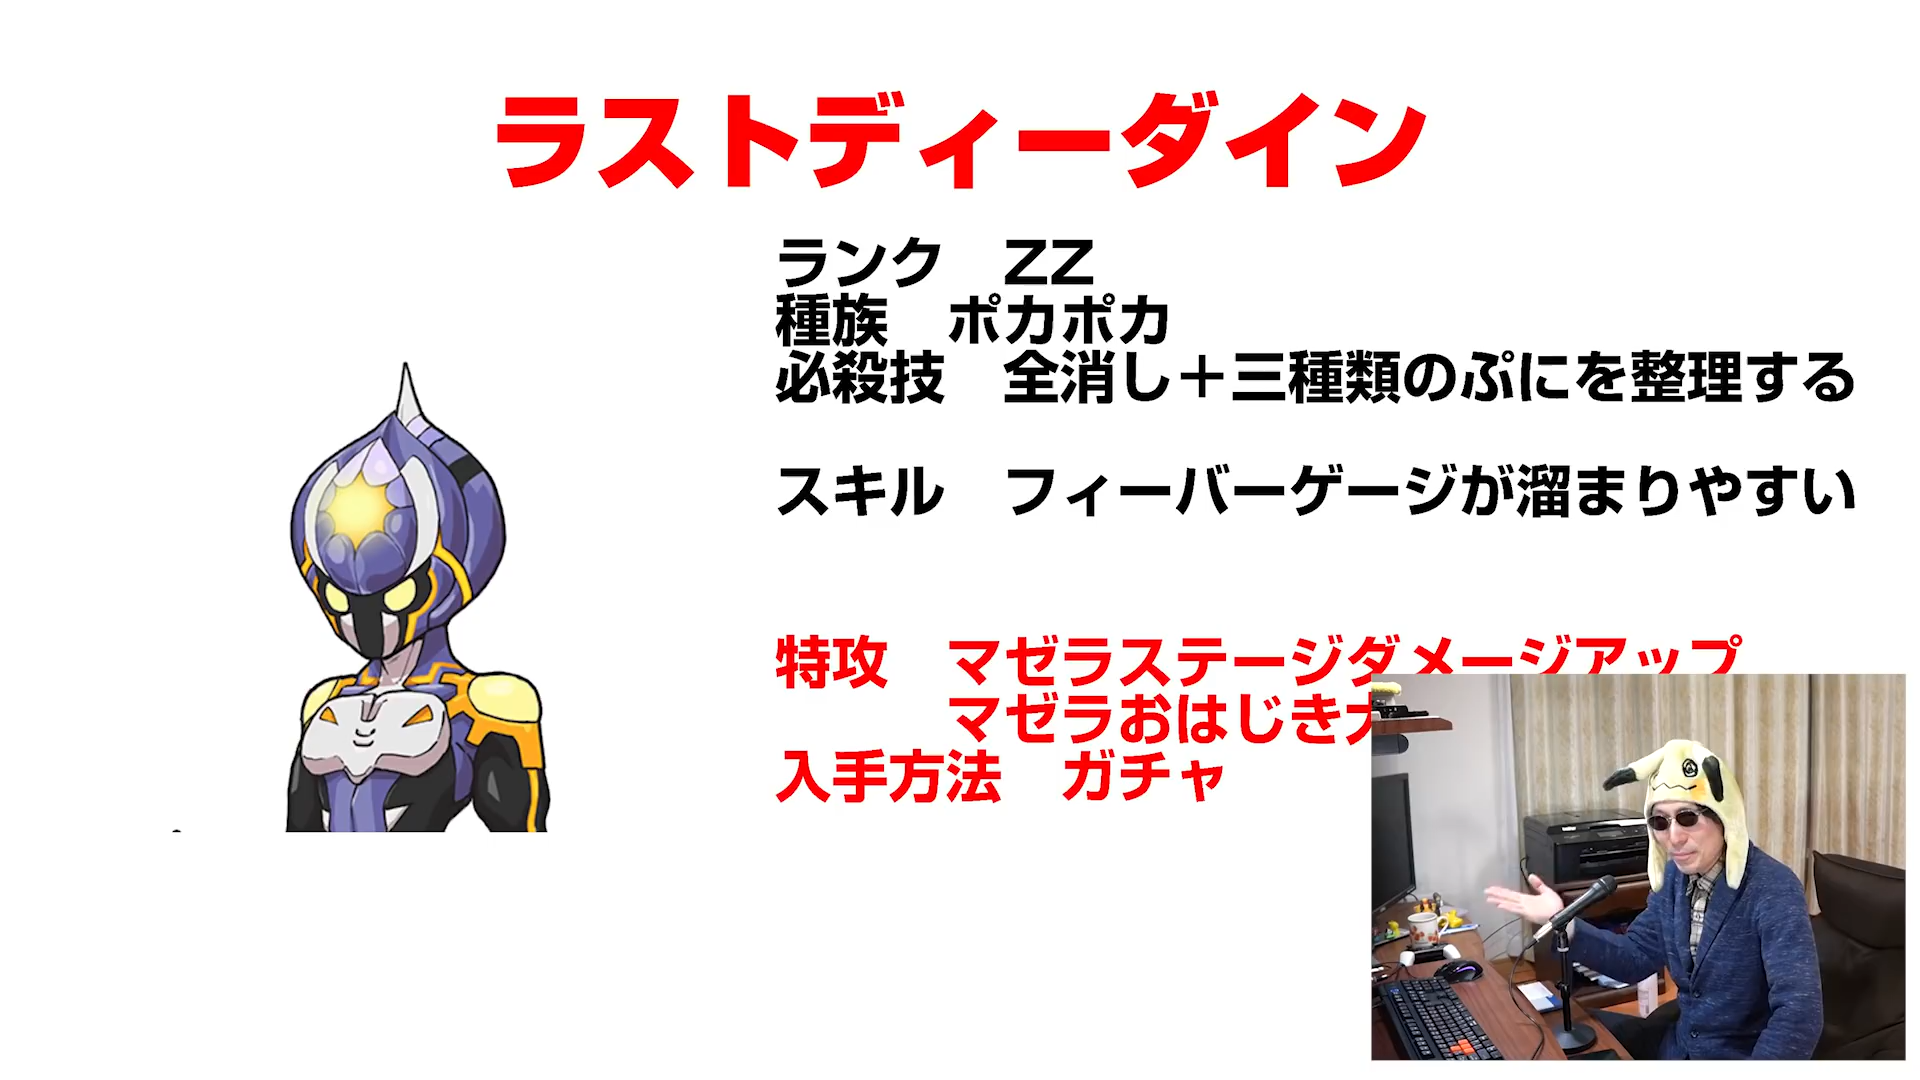 ラストディーダイン
ランク　ZZ
種族　ポカポカ
必殺技　全消し＋三種類のぷにを整理する
スキル　フィーバーゲージが溜まりやすい
特攻　マゼラステージダメージアップ
マゼラおはじき
入手方法　ガチャ